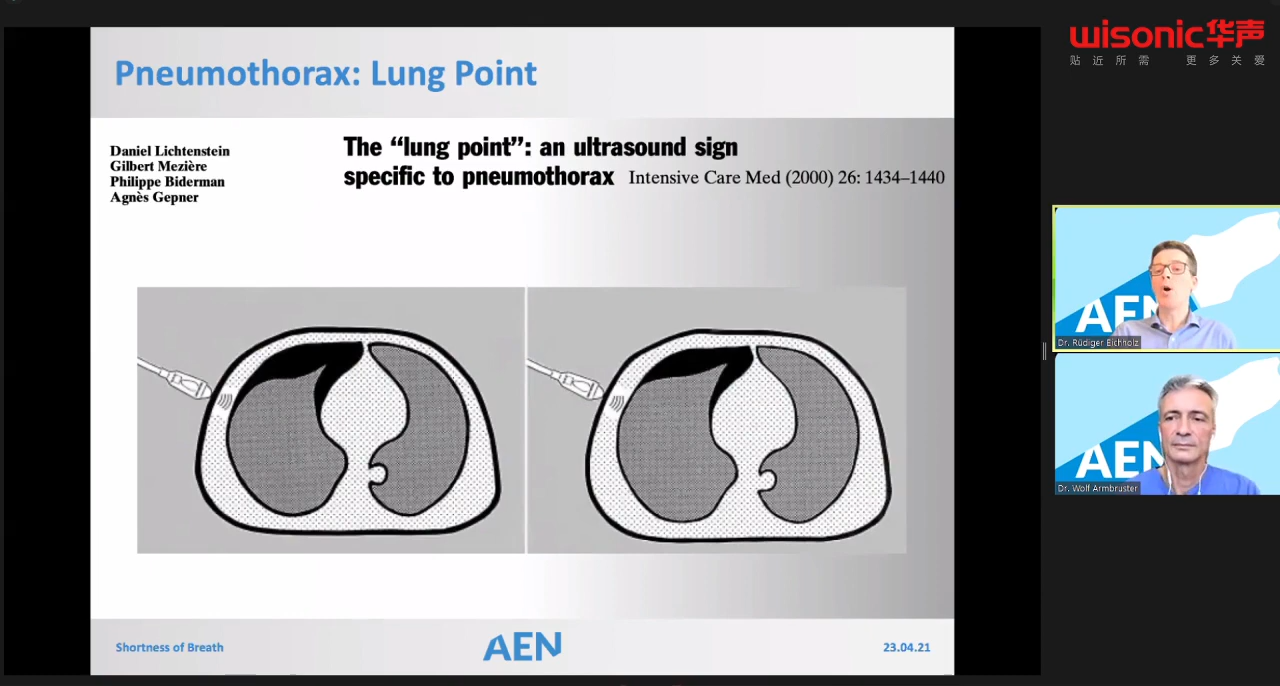 Pneumothorax: Lung Point
Daniel Lichtenstein
Gilbert Mezière
Philippe Biderman
Agnès Gepner
The “lung point”: an ultrasound sign
specific to pneumothorax Intensive Care Med (2000) 26: 1434–1440
Shortness of Breath
AEN
23.04.21
wisonic华声
贴近所需 更多关爱
AEN
Dr. Rüdiger Eichholz
AEN
Dr. Wolf Armbruster